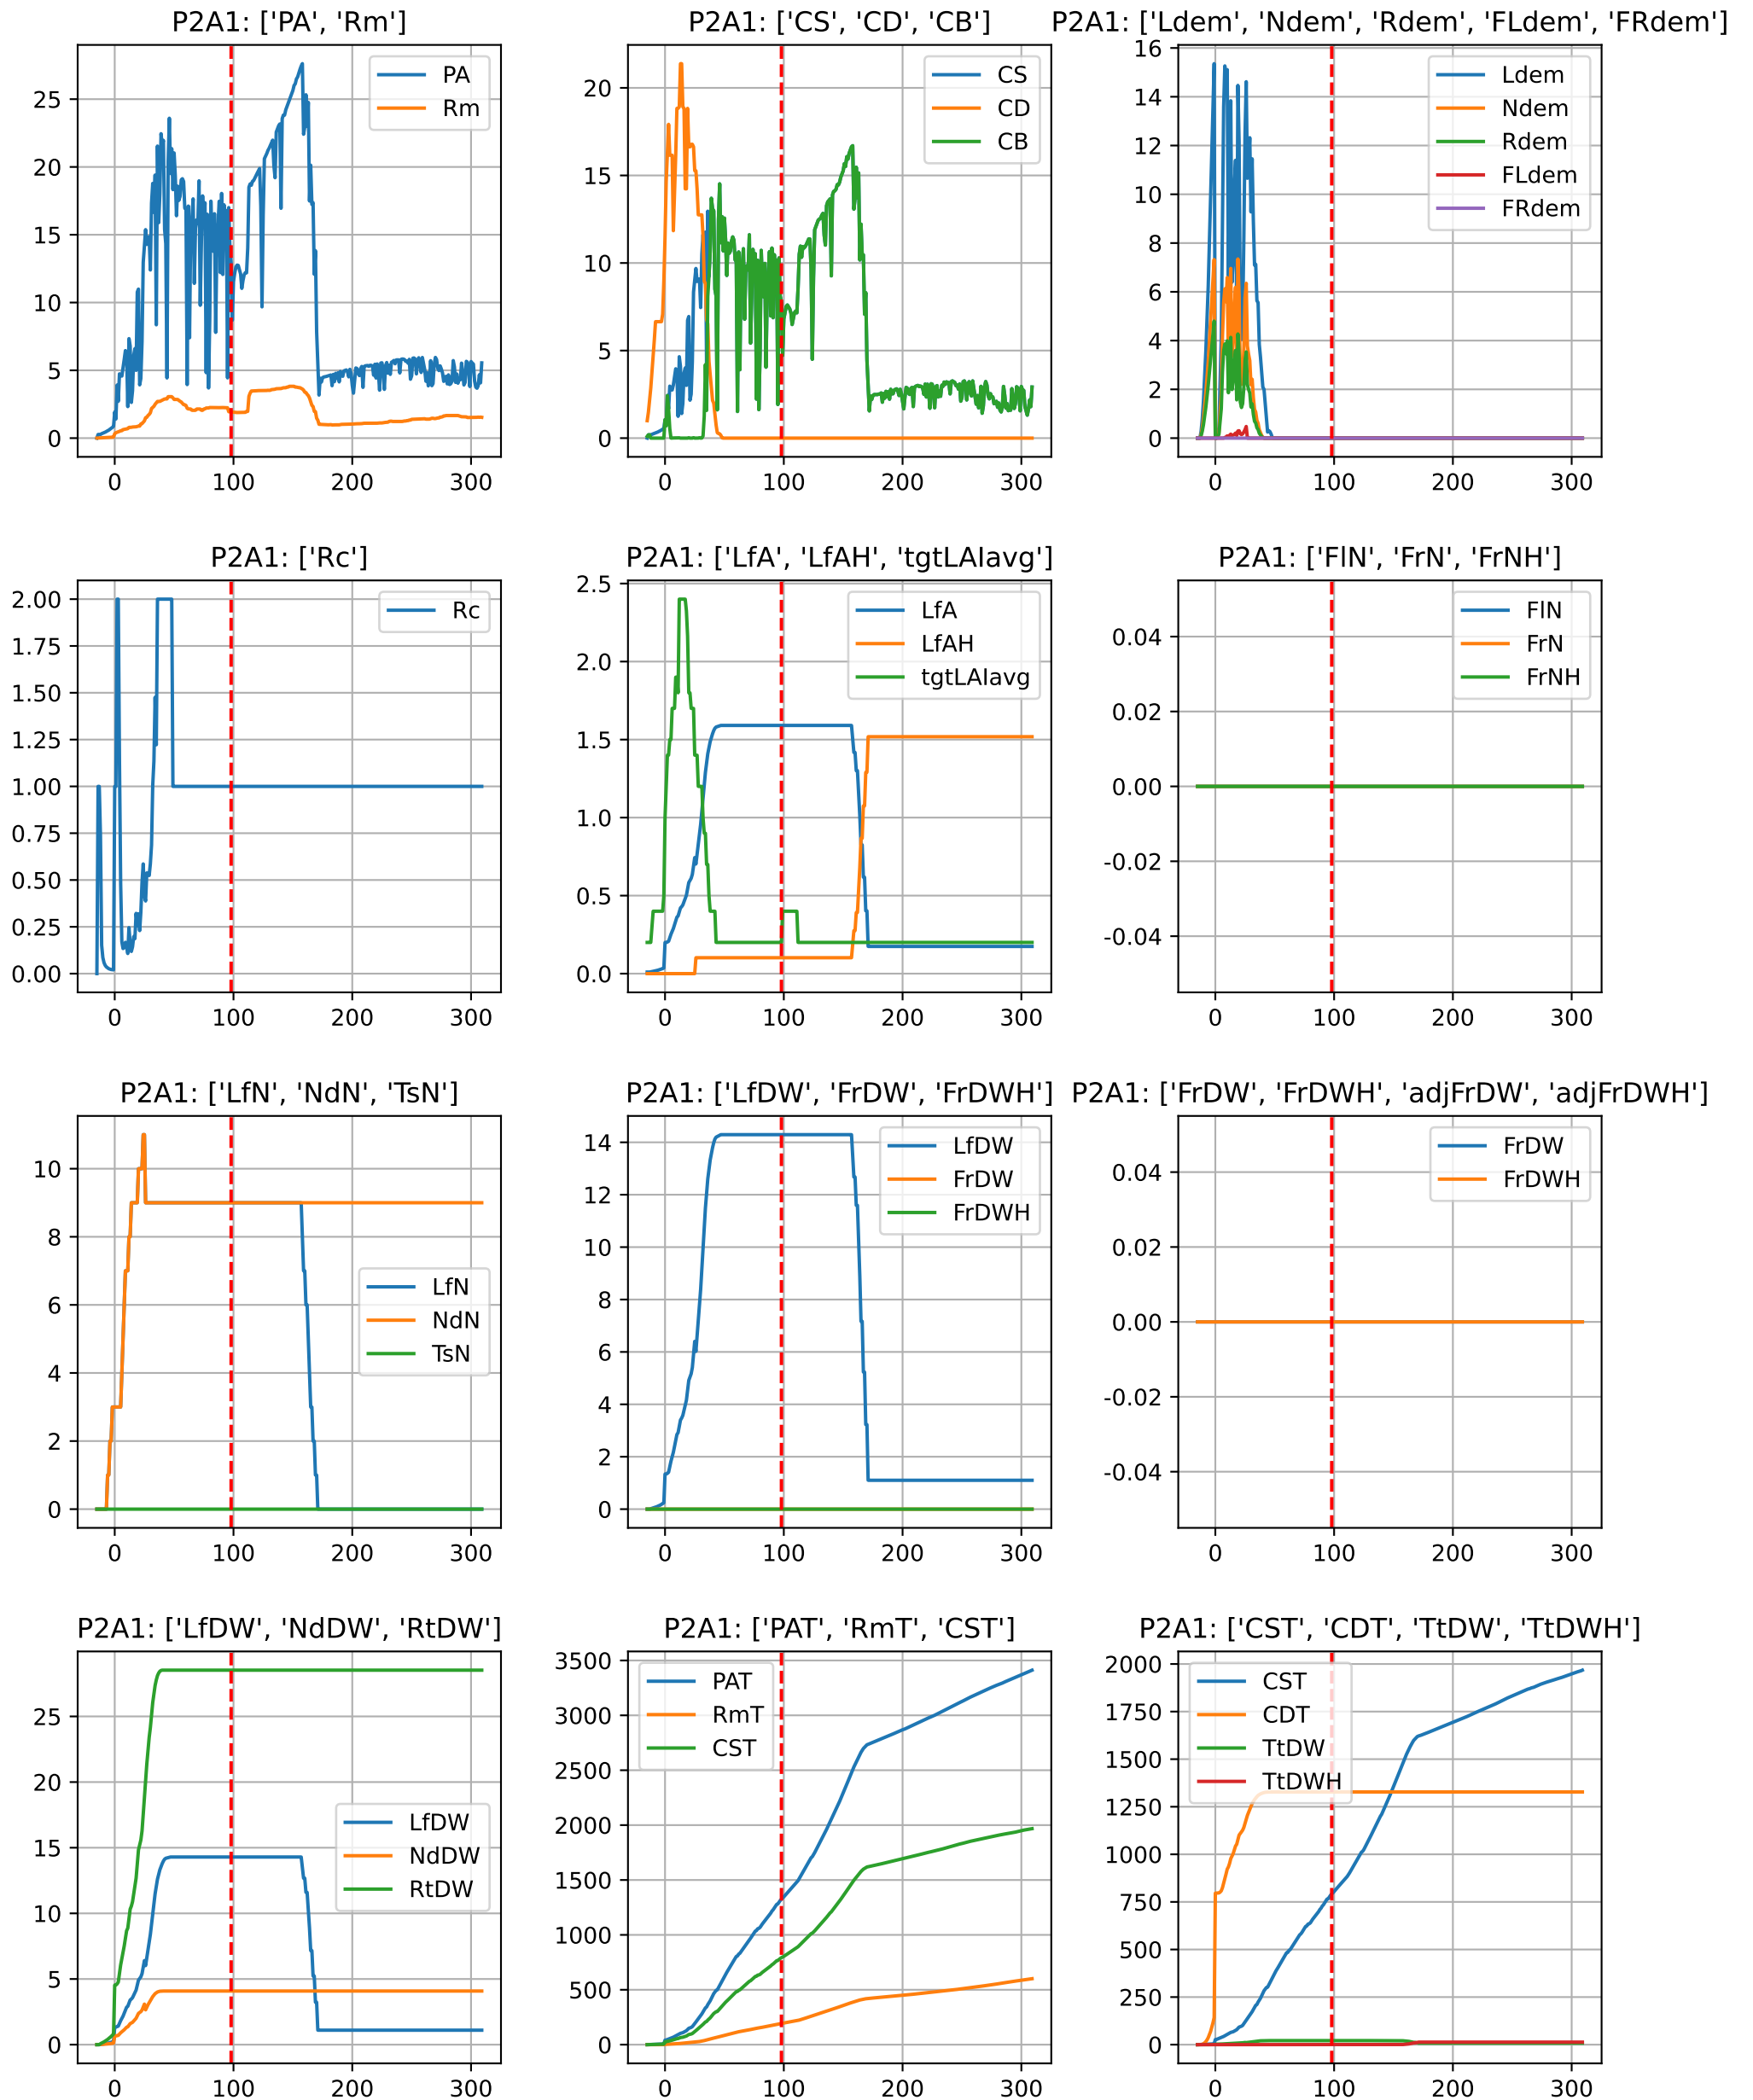 P2A1: ['PA', 'Rm']
PA
Rm
25
20
15
10
5
0
0 100 200 300
P2A1: ['CS', 'CD', 'CB']
CS
CD
CB
20
15
10
5
0
0 100 200 300
P2A1: ['Ldem', 'Ndem', 'Rdem', 'FLdem', 'FRdem']
Ldem
Ndem
Rdem
FLdem
FRdem
16
14
12
10
8
6
4
2
0
0 100 200 300
P2A1: ['Rc']
Rc
2.00
1.75
1.50
1.25
1.00
0.75
0.50
0.25
0.00
0 100 200 300
P2A1: ['LfA', 'LfAH', 'tgtLAIavg']
LfA
LfAH
tgtLAIavg
2.5
2.0
1.5
1.0
0.5
0.0
0 100 200 300
P2A1: ['FlN', 'FrN', 'FrNH']
FlN
FrN
FrNH
0.04
0.02
0.00
-0.02
-0.04
0 100 200 300
P2A1: ['LfN', 'NdN', 'TsN']
LfN
NdN
TsN
10
8
6
4
2
0
0 100 200 300
P2A1: ['LfDW', 'FrDW', 'FrDWH']
LfDW
FrDW
FrDWH
14
12
10
8
6
4
2
0
0 100 200 300
P2A1: ['FrDW', 'FrDWH', 'adjFrDW', 'adjFrDWH']
FrDW
FrDWH
0.04
0.02
0.00
-0.02
-0.04
0 100 200 300
P2A1: ['LfDW', 'NdDW', 'RtDW']
LfDW
NdDW
RtDW
25
20
15
10
5
0
0 100 200 300
P2A1: ['PAT', 'RmT', 'CST']
PAT
RmT
CST
3500
3000
2500
2000
1500
1000
500
0
0 100 200 300
P2A1: ['CST', 'CDT', 'TtDW', 'TtDWH']
CST
CDT
TtDW
TtDWH
2000
1750
1500
1250
1000
750
500
250
0
0 100 200 300